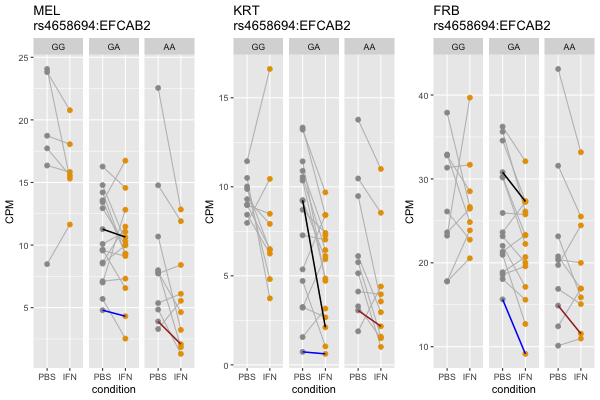 MEL
rs4658694:EFCAB2
GG GA AA
CPM
25
20
15
10
5
PBS IFN PBS IFN PBS IFN
condition
KRT
rs4658694:EFCAB2
GG GA AA
CPM
15
10
5
0
PBS IFN PBS IFN PBS IFN
condition
FRB
rs4658694:EFCAB2
GG GA AA
CPM
40
30
20
10
PBS IFN PBS IFN PBS IFN
condition